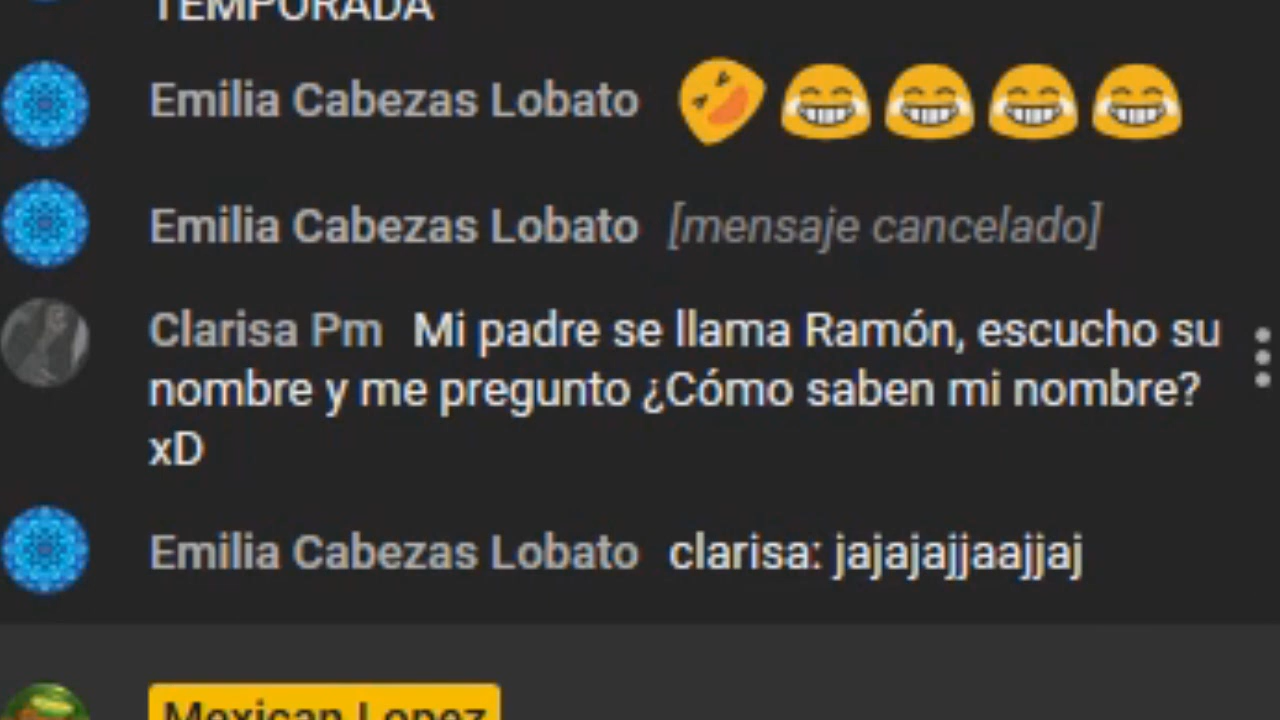 TEMPORADA
Emilia Cabezas Lobato 🤣😂😂😂😂
Emilia Cabezas Lobato [mensaje cancelado]
Clarisa Pm Mi padre se llama Ramón, escucho su
nombre y me pregunto ¿Cómo saben mi nombre?
xD
Emilia Cabezas Lobato clarisa: jajajajjaajjaj
Mexican Lopez